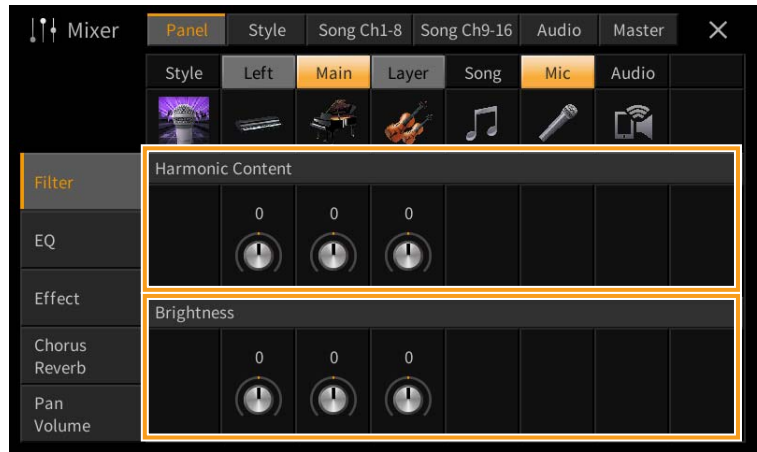 Mixer Panel Style Song Ch1-8 Song Ch9-16 Audio Master
Style Left Main Layer Song Mic Audio
Filter
Harmonic Content
0 0 0
EQ
Effect
Brightness
0 0 0
Chorus
Reverb
Pan
Volume